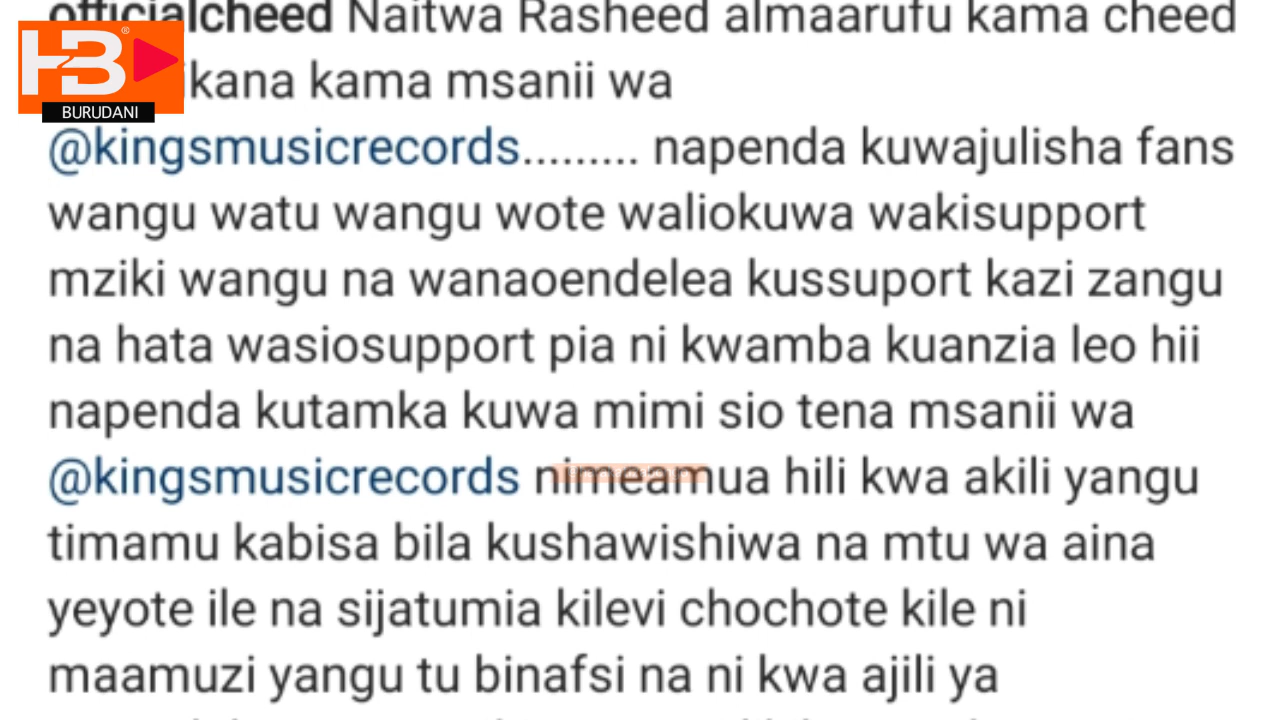 officialcheed Naitwa Rasheed almaarufu kama cheed
HB®
BURUDANI
kama msanii wa
@kingsmusicrecords......... napenda kuwajulisha fans
wangu watu wangu wote waliokuwa wakisupport
mziki wangu na wanaoendelea kussuport kazi zangu
na hata wasiosupport pia ni kwamba kuanzia leo hii
napenda kutamka kuwa mimi sio tena msanii wa
@kingsmusicrecords nimeamua hili kwa akili yangu
timamu kabisa bila kushawishiwa na mtu wa aina
yeyote ile na sijatumia kilevi chochote kile ni
maamuzi yangu tu binafsi na ni kwa ajili ya